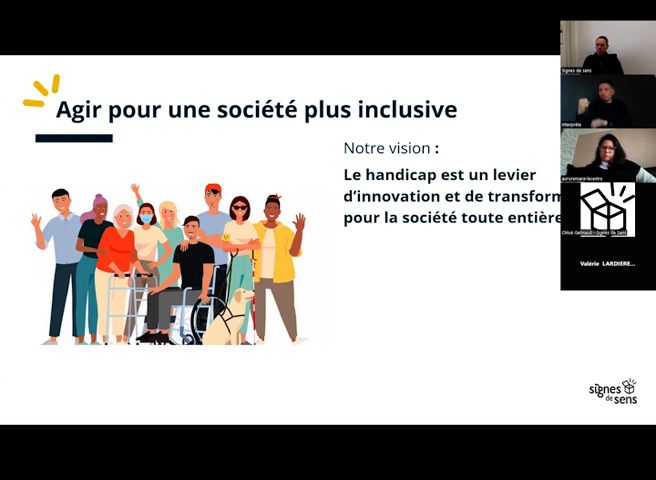 Agir pour une société plus inclusive
Notre vision :
Le handicap est un levier
d'innovation et de transform
pour la société toute entière
Signes de sens
Interprète
Valérie LARDIERE...
signes
de sens